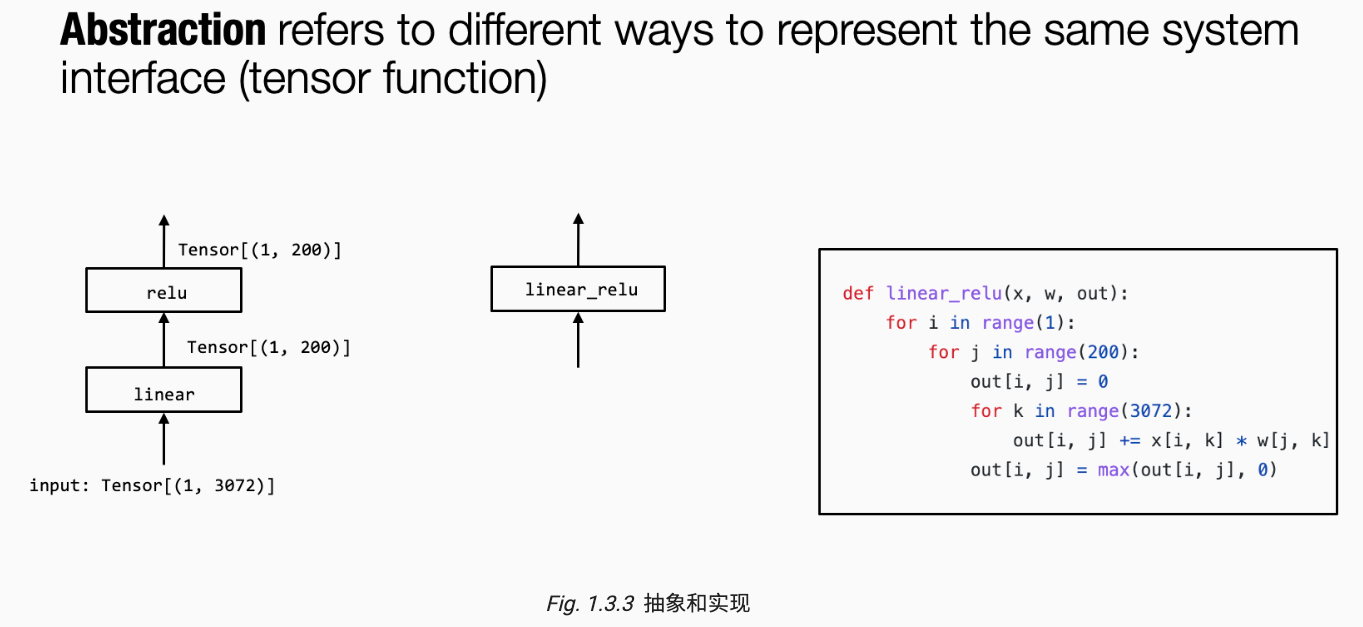 Abstraction refers to different ways to represent the same system
interface (tensor function)
Tensor[(1, 200)]
relu
Tensor[(1, 200)]
linear
input: Tensor[(1, 3072)]
linear_relu
def linear_relu(x, w, out):
    for i in range(1):
        for j in range(200):
            out[i, j] = 0
            for k in range(3072):
                out[i, j] += x[i, k] * w[j, k]
            out[i, j] = max(out[i, j], 0)
Fig. 1.3.3 抽象和实现